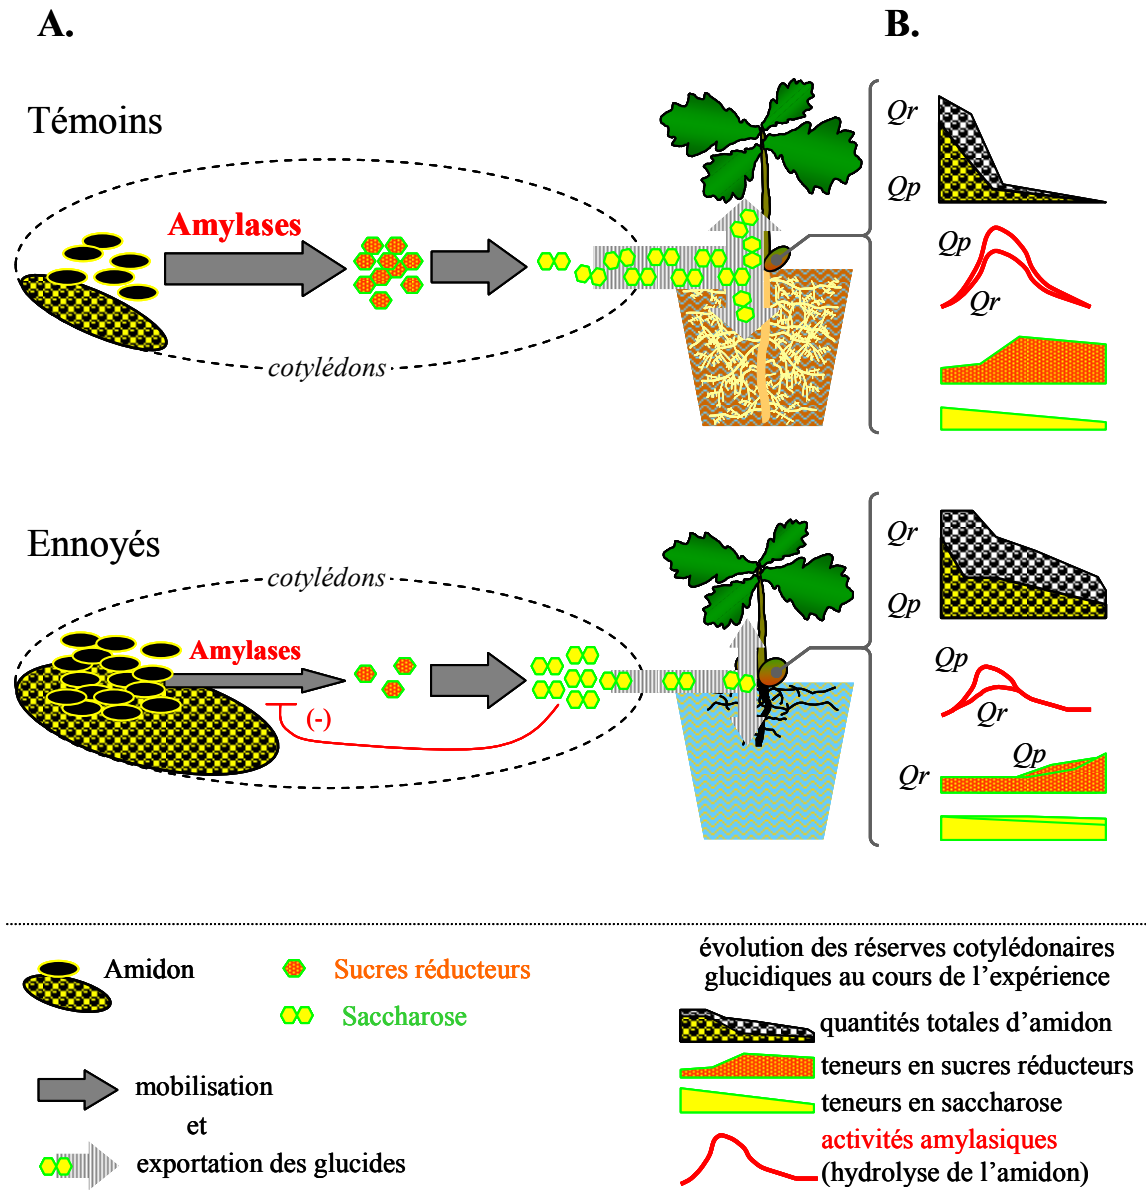 A.
B.
Témoins
Amylases
cotylédons
Qr
Qp
Qp
Qr
Ennoyés
cotylédons
Amylases
(-)
Qr
Qp
Qp
Qr
Qp
Qr
Amidon
Sucres réducteurs
Saccharose
mobilisation
et
exportation des glucides
évolution des réserves cotylédonaires
glucidiques au cours de l’expérience
quantités totales d’amidon
teneurs en sucres réducteurs
teneurs en saccharose
activités amylasiques
(hydrolyse de l’amidon)